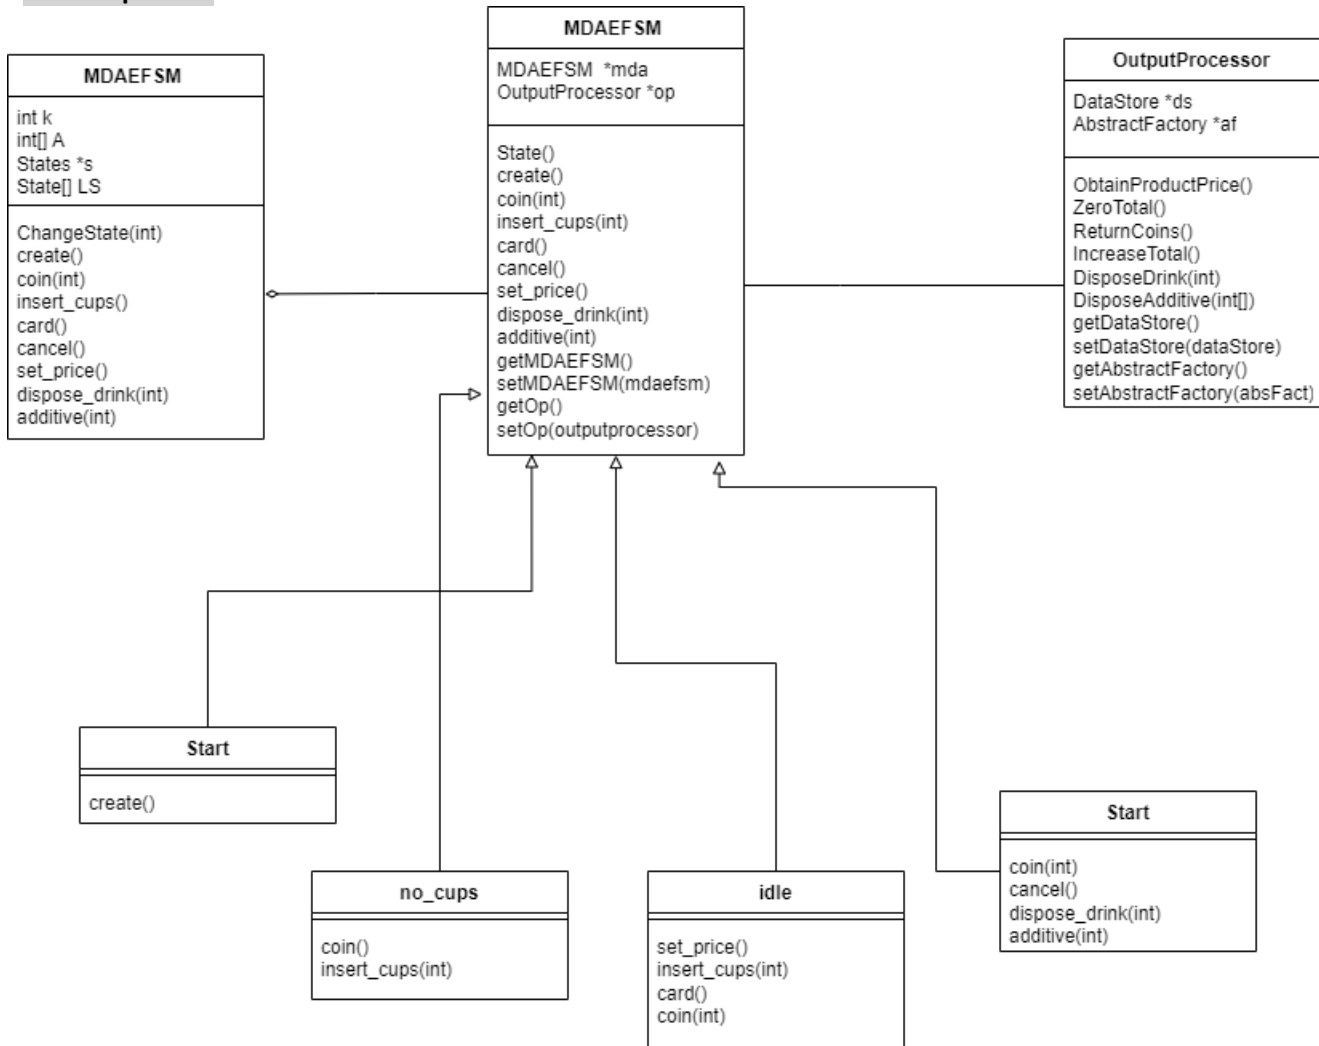 MDAEFSM
int k
int[] A
States *s
State[] LS
ChangeState(int)
create()
coin(int)
insert_cups()
card()
cancel()
set_price()
dispose_drink(int)
additive(int)
MDAEFSM
MDAEFSM *mda
OutputProcessor *op
State()
create()
coin(int)
insert_cups(int)
card()
cancel()
set_price()
dispose_drink(int)
additive(int)
getMDAEFSM()
setMDAEFSM(mdaefsm)
getOp()
setOp(outputprocessor)
OutputProcessor
DataStore *ds
AbstractFactory *af
ObtainProductPrice()
ZeroTotal()
ReturnCoins()
IncreaseTotal()
DisposeDrink(int)
DisposeAdditive(int[])
getDataStore()
setDataStore(dataStore)
getAbstractFactory()
setAbstractFactory(absFact)
Start
create()
no_cups
coin()
insert_cups(int)
idle
set_price()
insert_cups(int)
card()
coin(int)
Start
coin(int)
cancel()
dispose_drink(int)
additive(int)